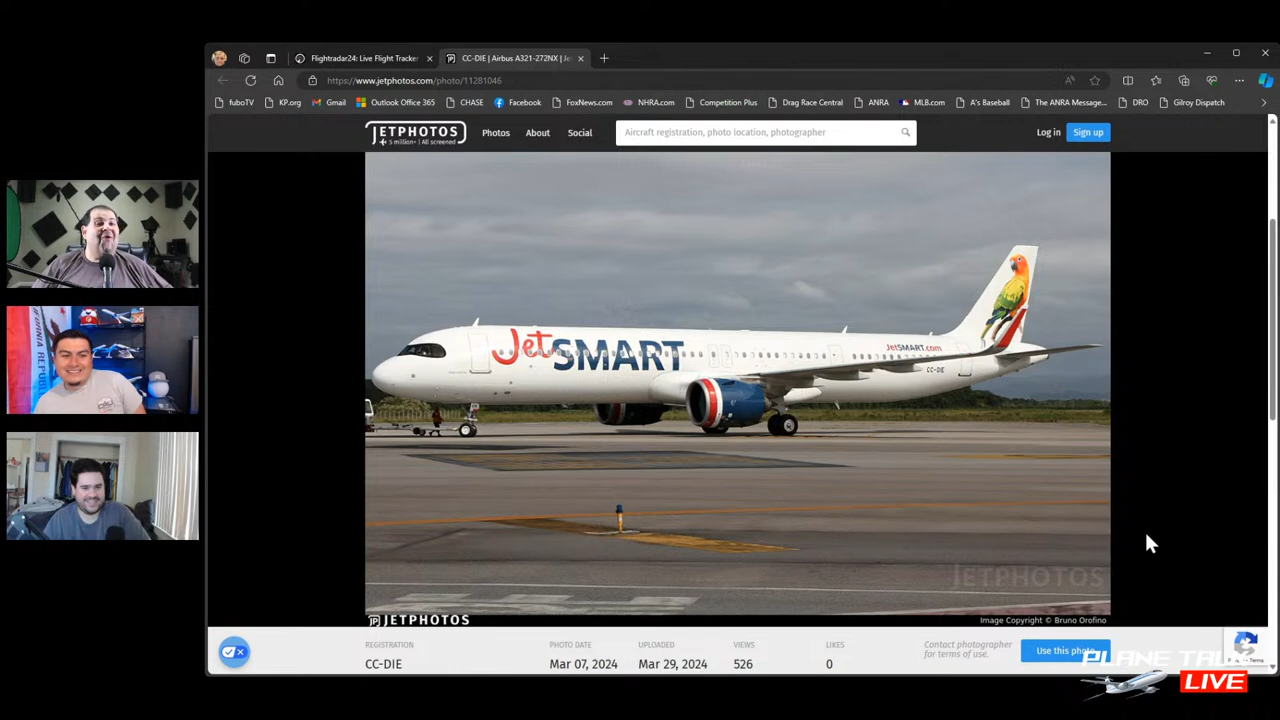 Flightradar24: Live Flight Tracker
CC-DIE | Airbus A321-272NX | Je
https://www.jetphotos.com/photo/11281046
fuboTV
KP.org
Gmail
Outlook Office 365
CHASE
Facebook
FoxNews.com
NHRA.com
Competition Plus
Drag Race Central
ANRA
MLB.com
A's Baseball
The ANRA Message...
DRO
Gilroy Dispatch
JETPHOTOS
5 million+ | All screened
Photos
About
Social
Aircraft registration, photo location, photographer
Log in
Sign up
JetSMART
JetSMART.com
CC-DIE
JETPHOTOS
JP JETPHOTOS
Image Copyright © Bruno Orofino
REGISTRATION
CC-DIE
PHOTO DATE
Mar 07, 2024
UPLOADED
Mar 29, 2024
VIEWS
526
LIKES
0
Contact photographer
for terms of use.
Use this photo
PLANE TALK
LIVE